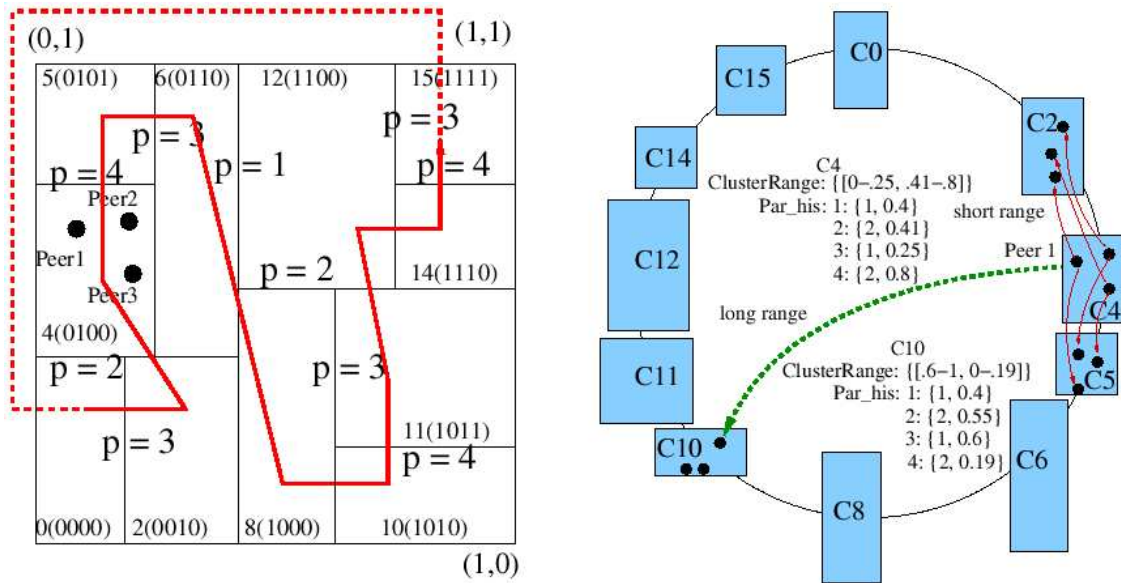 (0,1)
(1,1)
5(0101)
6(0110)
12(1100)
15(1111)
p = 3
p = 3
p = 4
p = 1
p = 4
Peer2
Peer1
Peer3
p = 2
14(1110)
4(0100)
p = 2
p = 3
p = 3
11(1011)
p = 4
0(0000)
2(0010)
8(1000)
10(1010)
(1,0)
C0
C15
C2
C14
C4
ClusterRange: {[0–.25, .41–.8]}
Par_his: 1: {1, 0.4}
2: {2, 0.41}
3: {1, 0.25}
4: {2, 0.8}
short range
Peer 1
C12
C4
long range
C10
ClusterRange: {[.6–1, 0–.19]}
Par_his: 1: {1, 0.4}
2: {2, 0.55}
3: {1, 0.6}
4: {2, 0.19}
C11
C5
C10
C6
C8